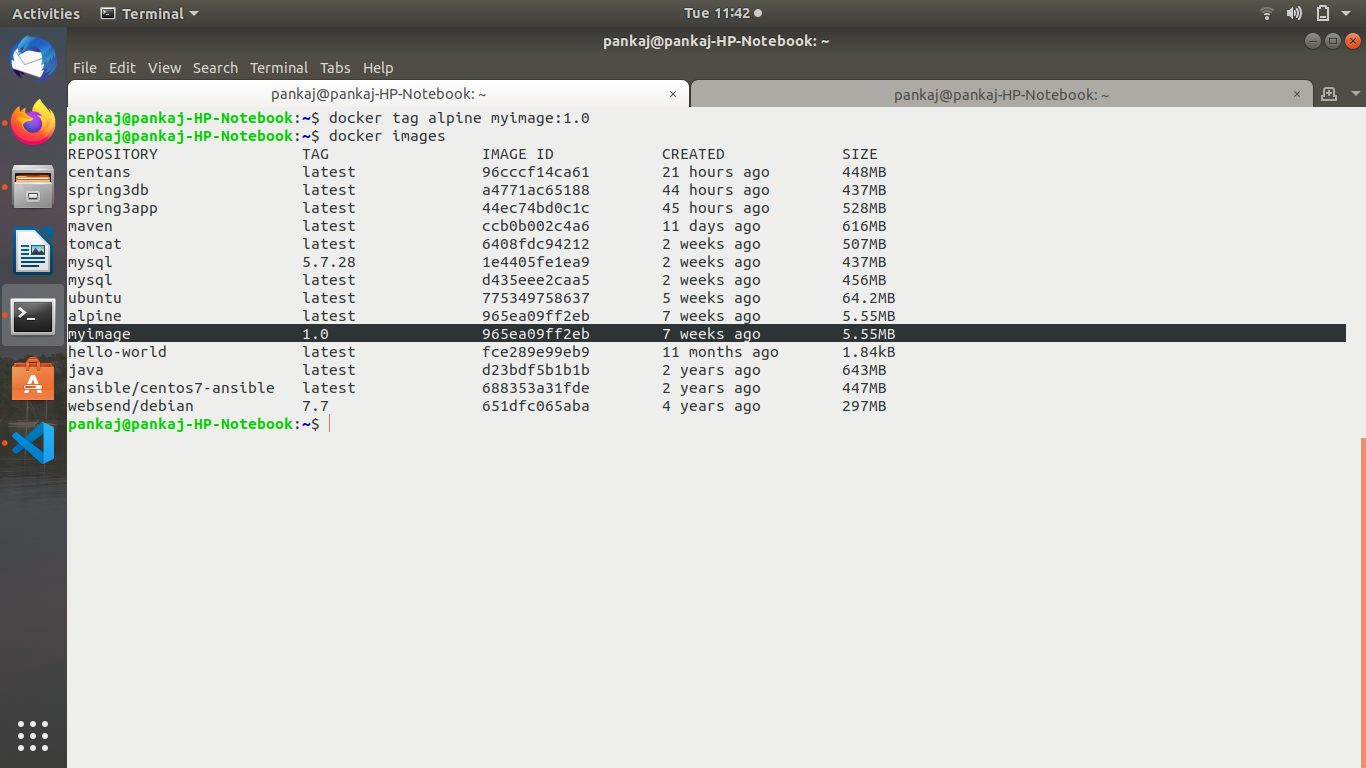 Activities Terminal Tue 11:42
pankaj@pankaj-HP-Notebook: ~
File Edit View Search Terminal Tabs Help
pankaj@pankaj-HP-Notebook: ~ × pankaj@pankaj-HP-Notebook: ~ ×
pankaj@pankaj-HP-Notebook:~$ docker tag alpine myimage:1.0
pankaj@pankaj-HP-Notebook:~$ docker images
REPOSITORY TAG IMAGE ID CREATED SIZE
centans latest 96cccf14ca61 21 hours ago 448MB
spring3db latest a4771ac65188 44 hours ago 437MB
spring3app latest 44ec74bd0c1c 45 hours ago 528MB
maven latest ccb0b002c4a6 11 days ago 616MB
tomcat latest 6408fdc94212 2 weeks ago 507MB
mysql 5.7.28 1e4405fe1ea9 2 weeks ago 437MB
mysql latest d435eee2caa5 2 weeks ago 456MB
ubuntu latest 775349758637 5 weeks ago 64.2MB
alpine latest 965ea09ff2eb 7 weeks ago 5.55MB
myimage 1.0 965ea09ff2eb 7 weeks ago 5.55MB
hello-world latest fce289e99eb9 11 months ago 1.84kB
java latest d23bdf5b1b1b 2 years ago 643MB
ansible/centos7-ansible latest 688353a31fde 2 years ago 447MB
websend/debian 7.7 651dfc065aba 4 years ago 297MB
pankaj@pankaj-HP-Notebook:~$